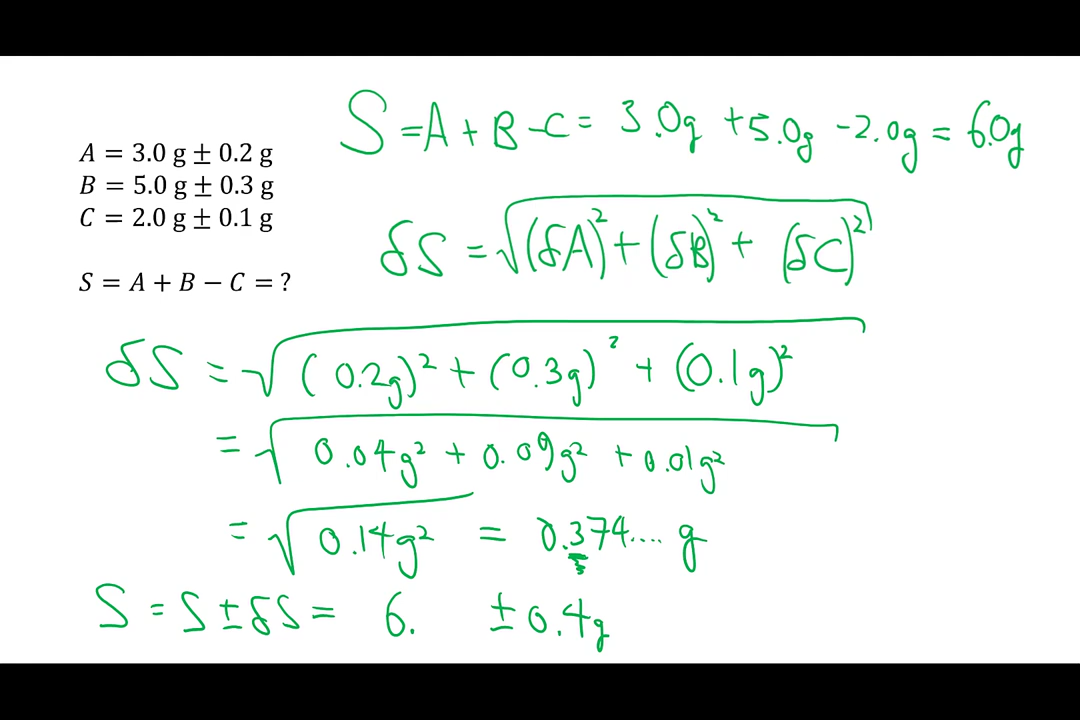 A = 3.0 g ± 0.2 g
B = 5.0 g ± 0.3 g
C = 2.0 g ± 0.1 g
S = A + B − C = ?
S = A + B − C = 3.0g + 5.0g − 2.0g = 6.0g
δS = √((δA)² + (δB)² + (δC)²)
δS = √((0.2g)² + (0.3g)² + (0.1g)²)
= √(0.04g² + 0.09g² + 0.01g²)
= √(0.14g²) = 0.374.... g
S = S ± δS = 6. ± 0.4g